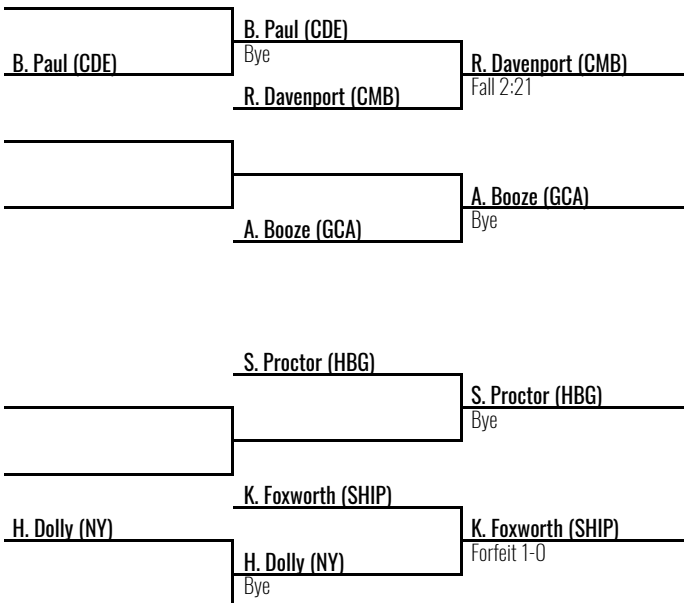 B. Paul (CDE)
B. Paul (CDE)
Bye
R. Davenport (CMB)
R. Davenport (CMB)
Fall 2:21
A. Booze (GCA)
A. Booze (GCA)
Bye
S. Proctor (HBG)
S. Proctor (HBG)
Bye
K. Foxworth (SHIP)
H. Dolly (NY)
H. Dolly (NY)
Bye
K. Foxworth (SHIP)
Forfeit 1-0